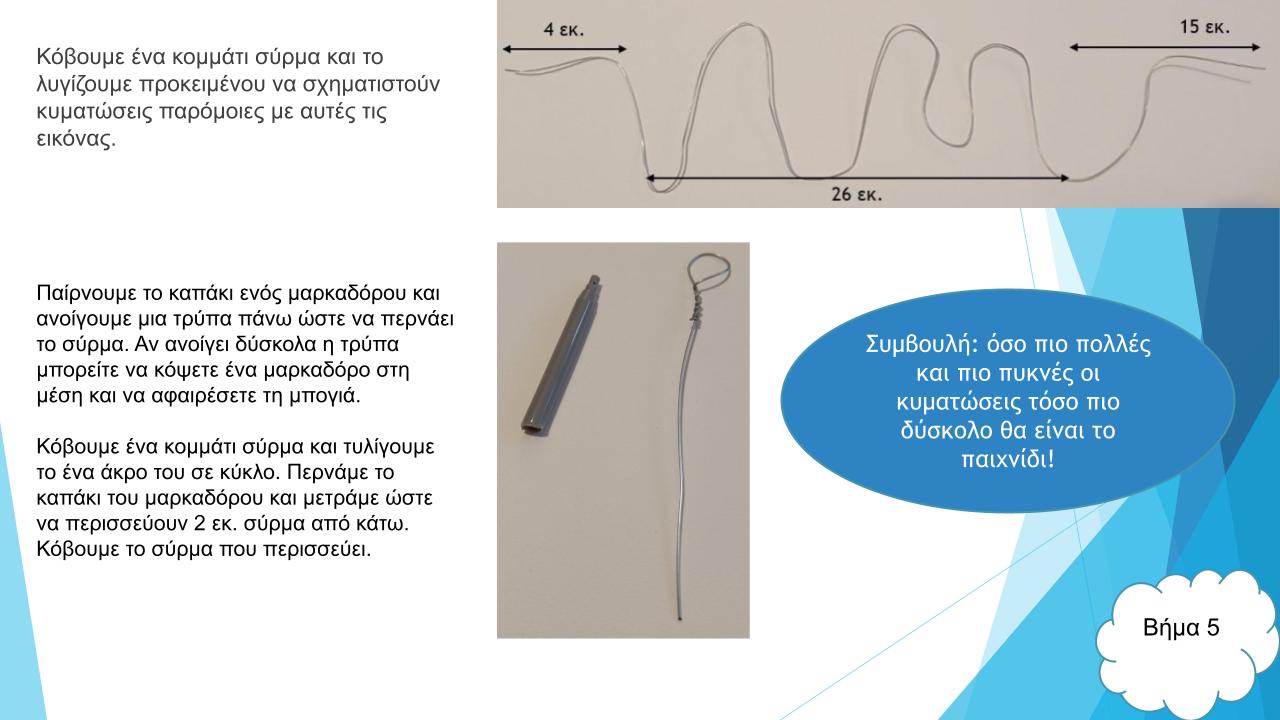 Κόβουμε ένα κομμάτι σύρμα και το
λυγίζουμε προκειμένου να σχηματιστούν
κυματώσεις παρόμοιες με αυτές τις
εικόνας.
4 εκ.
15 εκ.
26 εκ.
Παίρνουμε το καπάκι ενός μαρκαδόρου και
ανοίγουμε μια τρύπα πάνω ώστε να περνάει
το σύρμα. Αν ανοίγει δύσκολα η τρύπα
μπορείτε να κόψετε ένα μαρκαδόρο στη
μέση και να αφαιρέσετε τη μπογιά.
Κόβουμε ένα κομμάτι σύρμα και τυλίγουμε
το ένα άκρο του σε κύκλο. Περνάμε το
καπάκι του μαρκαδόρου και μετράμε ώστε
να περισσεύουν 2 εκ. σύρμα από κάτω.
Κόβουμε το σύρμα που περισσεύει.
Συμβουλή: όσο πιο πολλές
και πιο πυκνές οι
κυματώσεις τόσο πιο
δύσκολο θα είναι το
παιχνίδι!
Βήμα 5